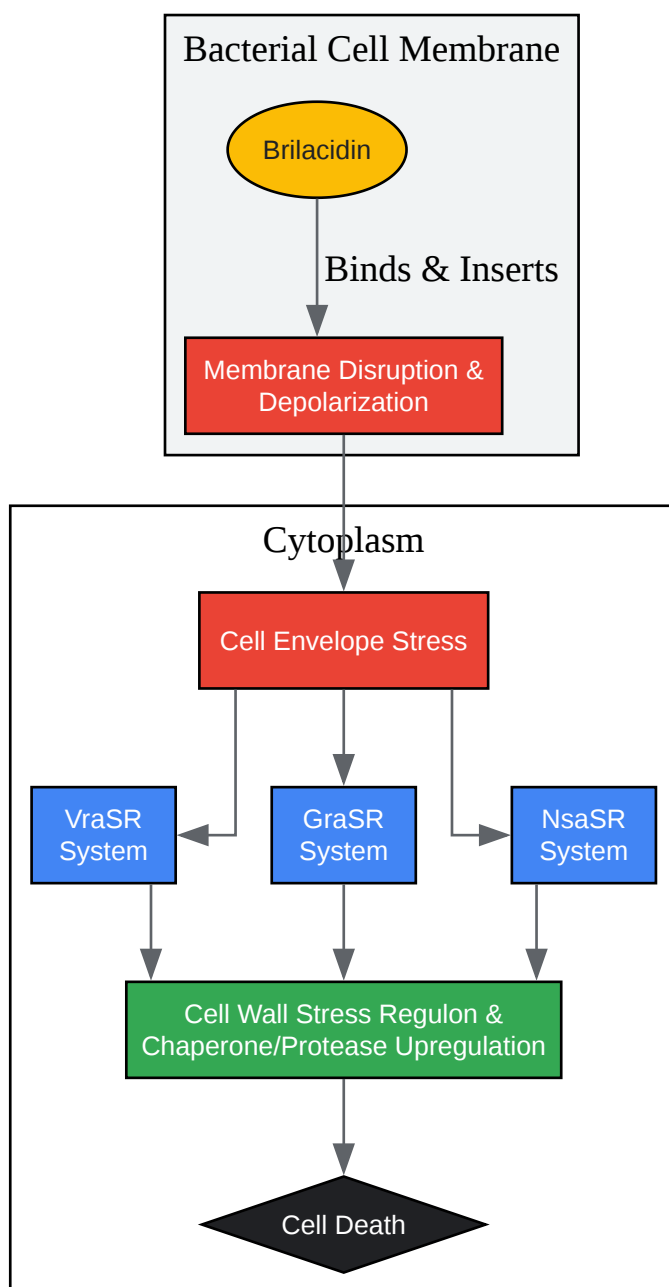 Bacterial Cell Membrane
Brilacidin
Binds & Inserts
Membrane Disruption &
Depolarization
Cytoplasm
Cell Envelope Stress
VraSR
System
GraSR
System
NsaSR
System
Cell Wall Stress Regulon &
Chaperone/Protease Upregulation
Cell Death